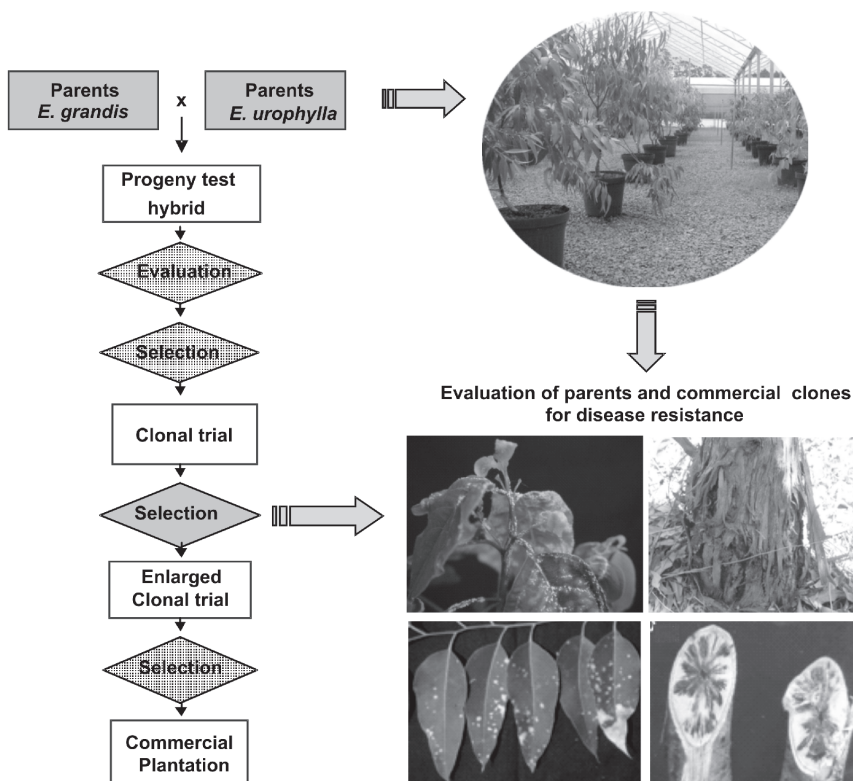 Parents
E. grandis
x
Parents
E. urophylla
Progeny test
hybrid
Evaluation
Selection
Clonal trial
Selection
Enlarged
Clonal trial
Selection
Commercial
Plantation
Evaluation of parents and commercial clones
for disease resistance